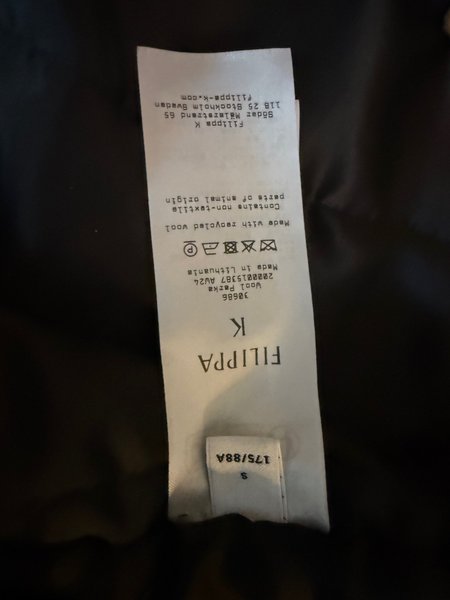 S
175/88A
FILIPPA
K
30686
Wool Parka
2000015367 AW24
Made in Lithuania
P
Made with recycled wool
Contains non-textile
parts of animal origin
Filippa K
Söder Mälarstrand 65
118 25 Stockholm Sweden
filippa-k.com